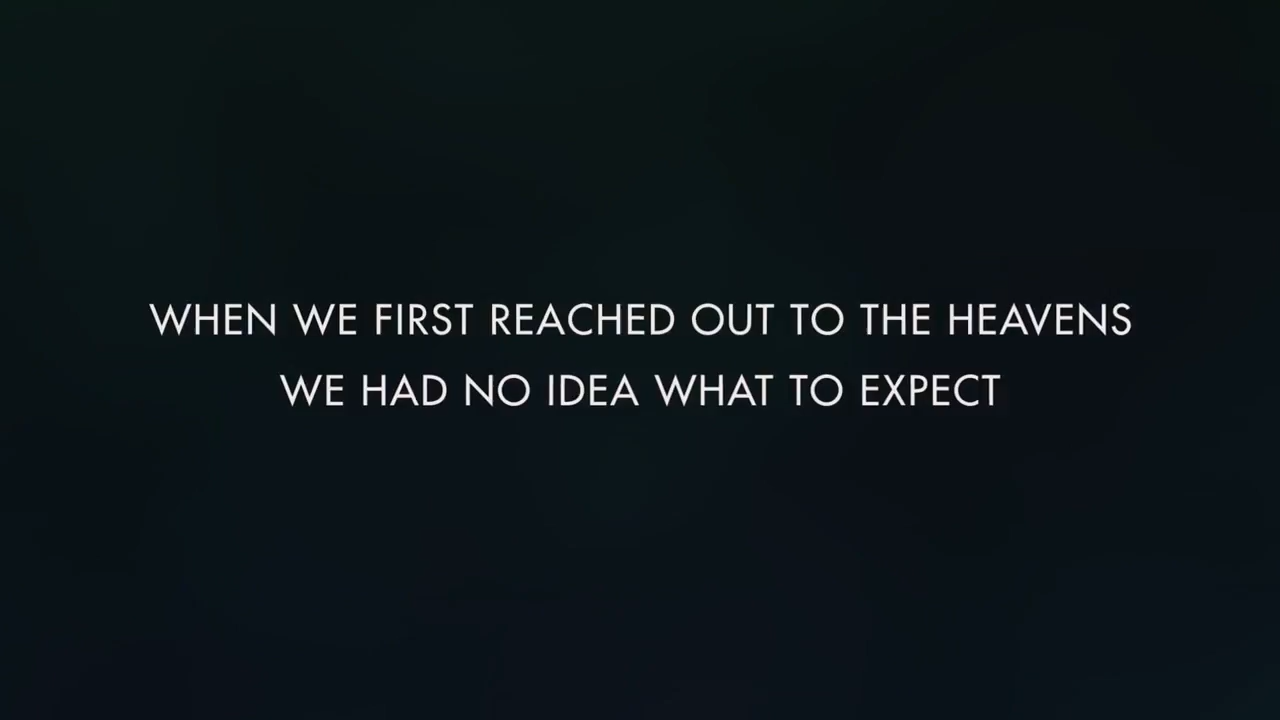 WHEN WE FIRST REACHED OUT TO THE HEAVENS
WE HAD NO IDEA WHAT TO EXPECT